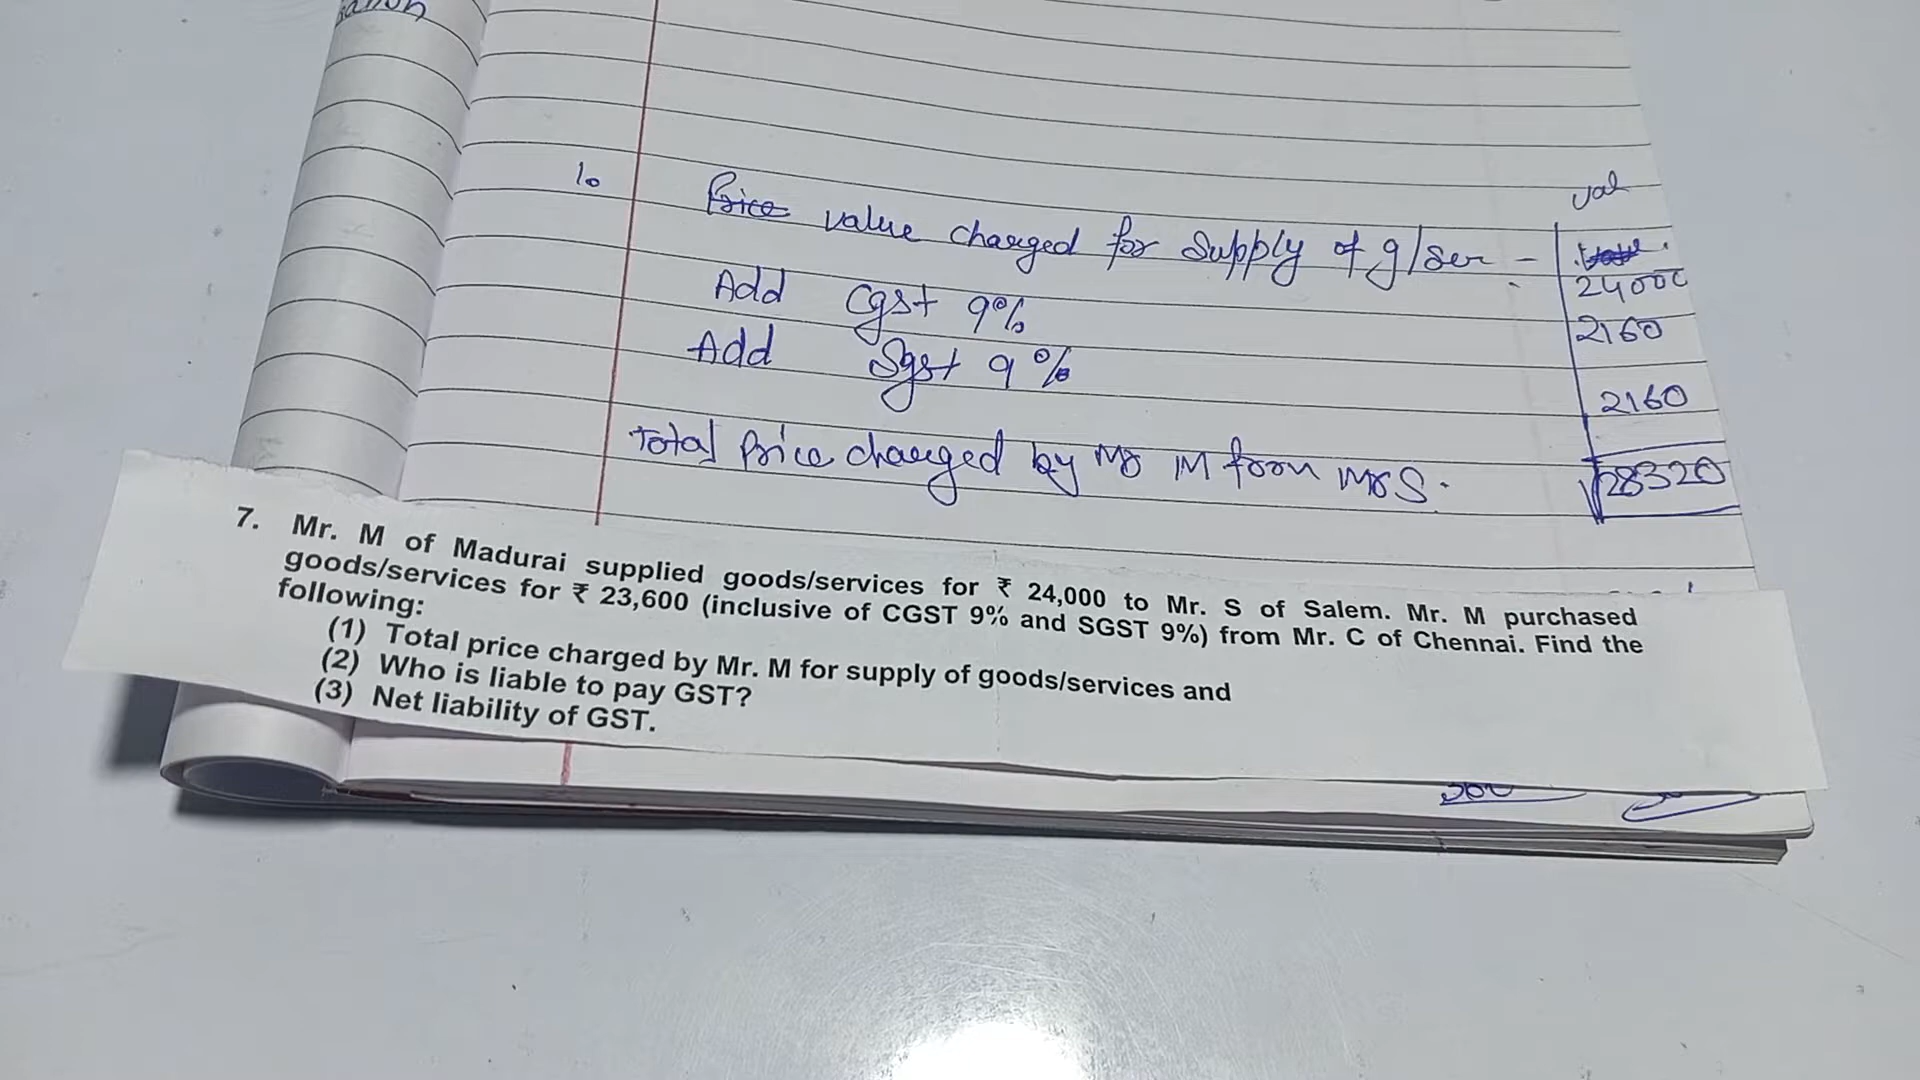 1.
val
Price value charged for Supply of g/ser -
24000
Add Cgst 9% 2160
Add Sgst 9% 2160
Total Price charged by Mr M from Mr S. 28320
7. Mr. M of Madurai supplied goods/services for ₹ 24,000 to Mr. S of Salem. Mr. M purchased
goods/services for ₹ 23,600 (inclusive of CGST 9% and SGST 9%) from Mr. C of Chennai. Find the
following:
(1) Total price charged by Mr. M for supply of goods/services and
(2) Who is liable to pay GST?
(3) Net liability of GST.